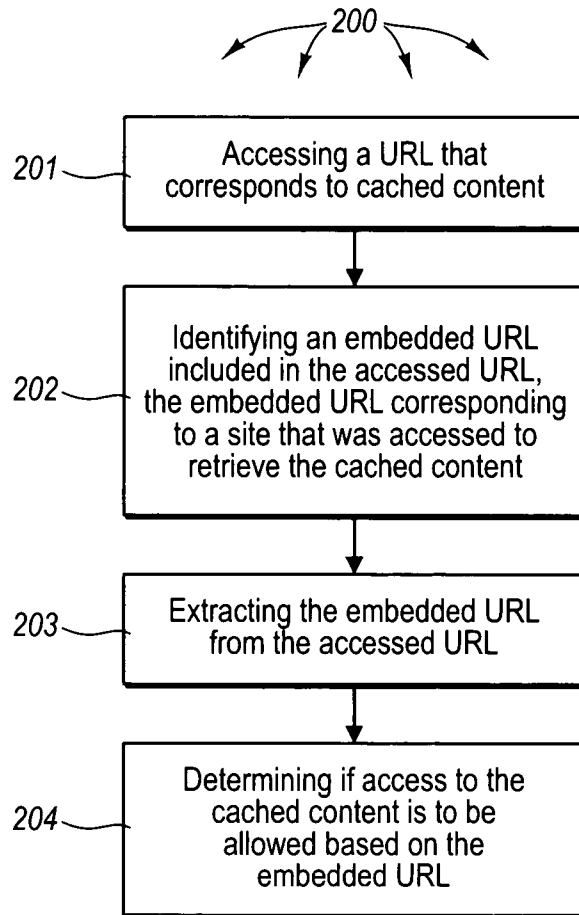 200
201
Accessing a URL that
corresponds to cached content
202
Identifying an embedded URL
included in the accessed URL,
the embedded URL corresponding
to a site that was accessed to
retrieve the cached content
203
Extracting the embedded URL
from the accessed URL
204
Determining if access to the
cached content is to be
allowed based on the
embedded URL